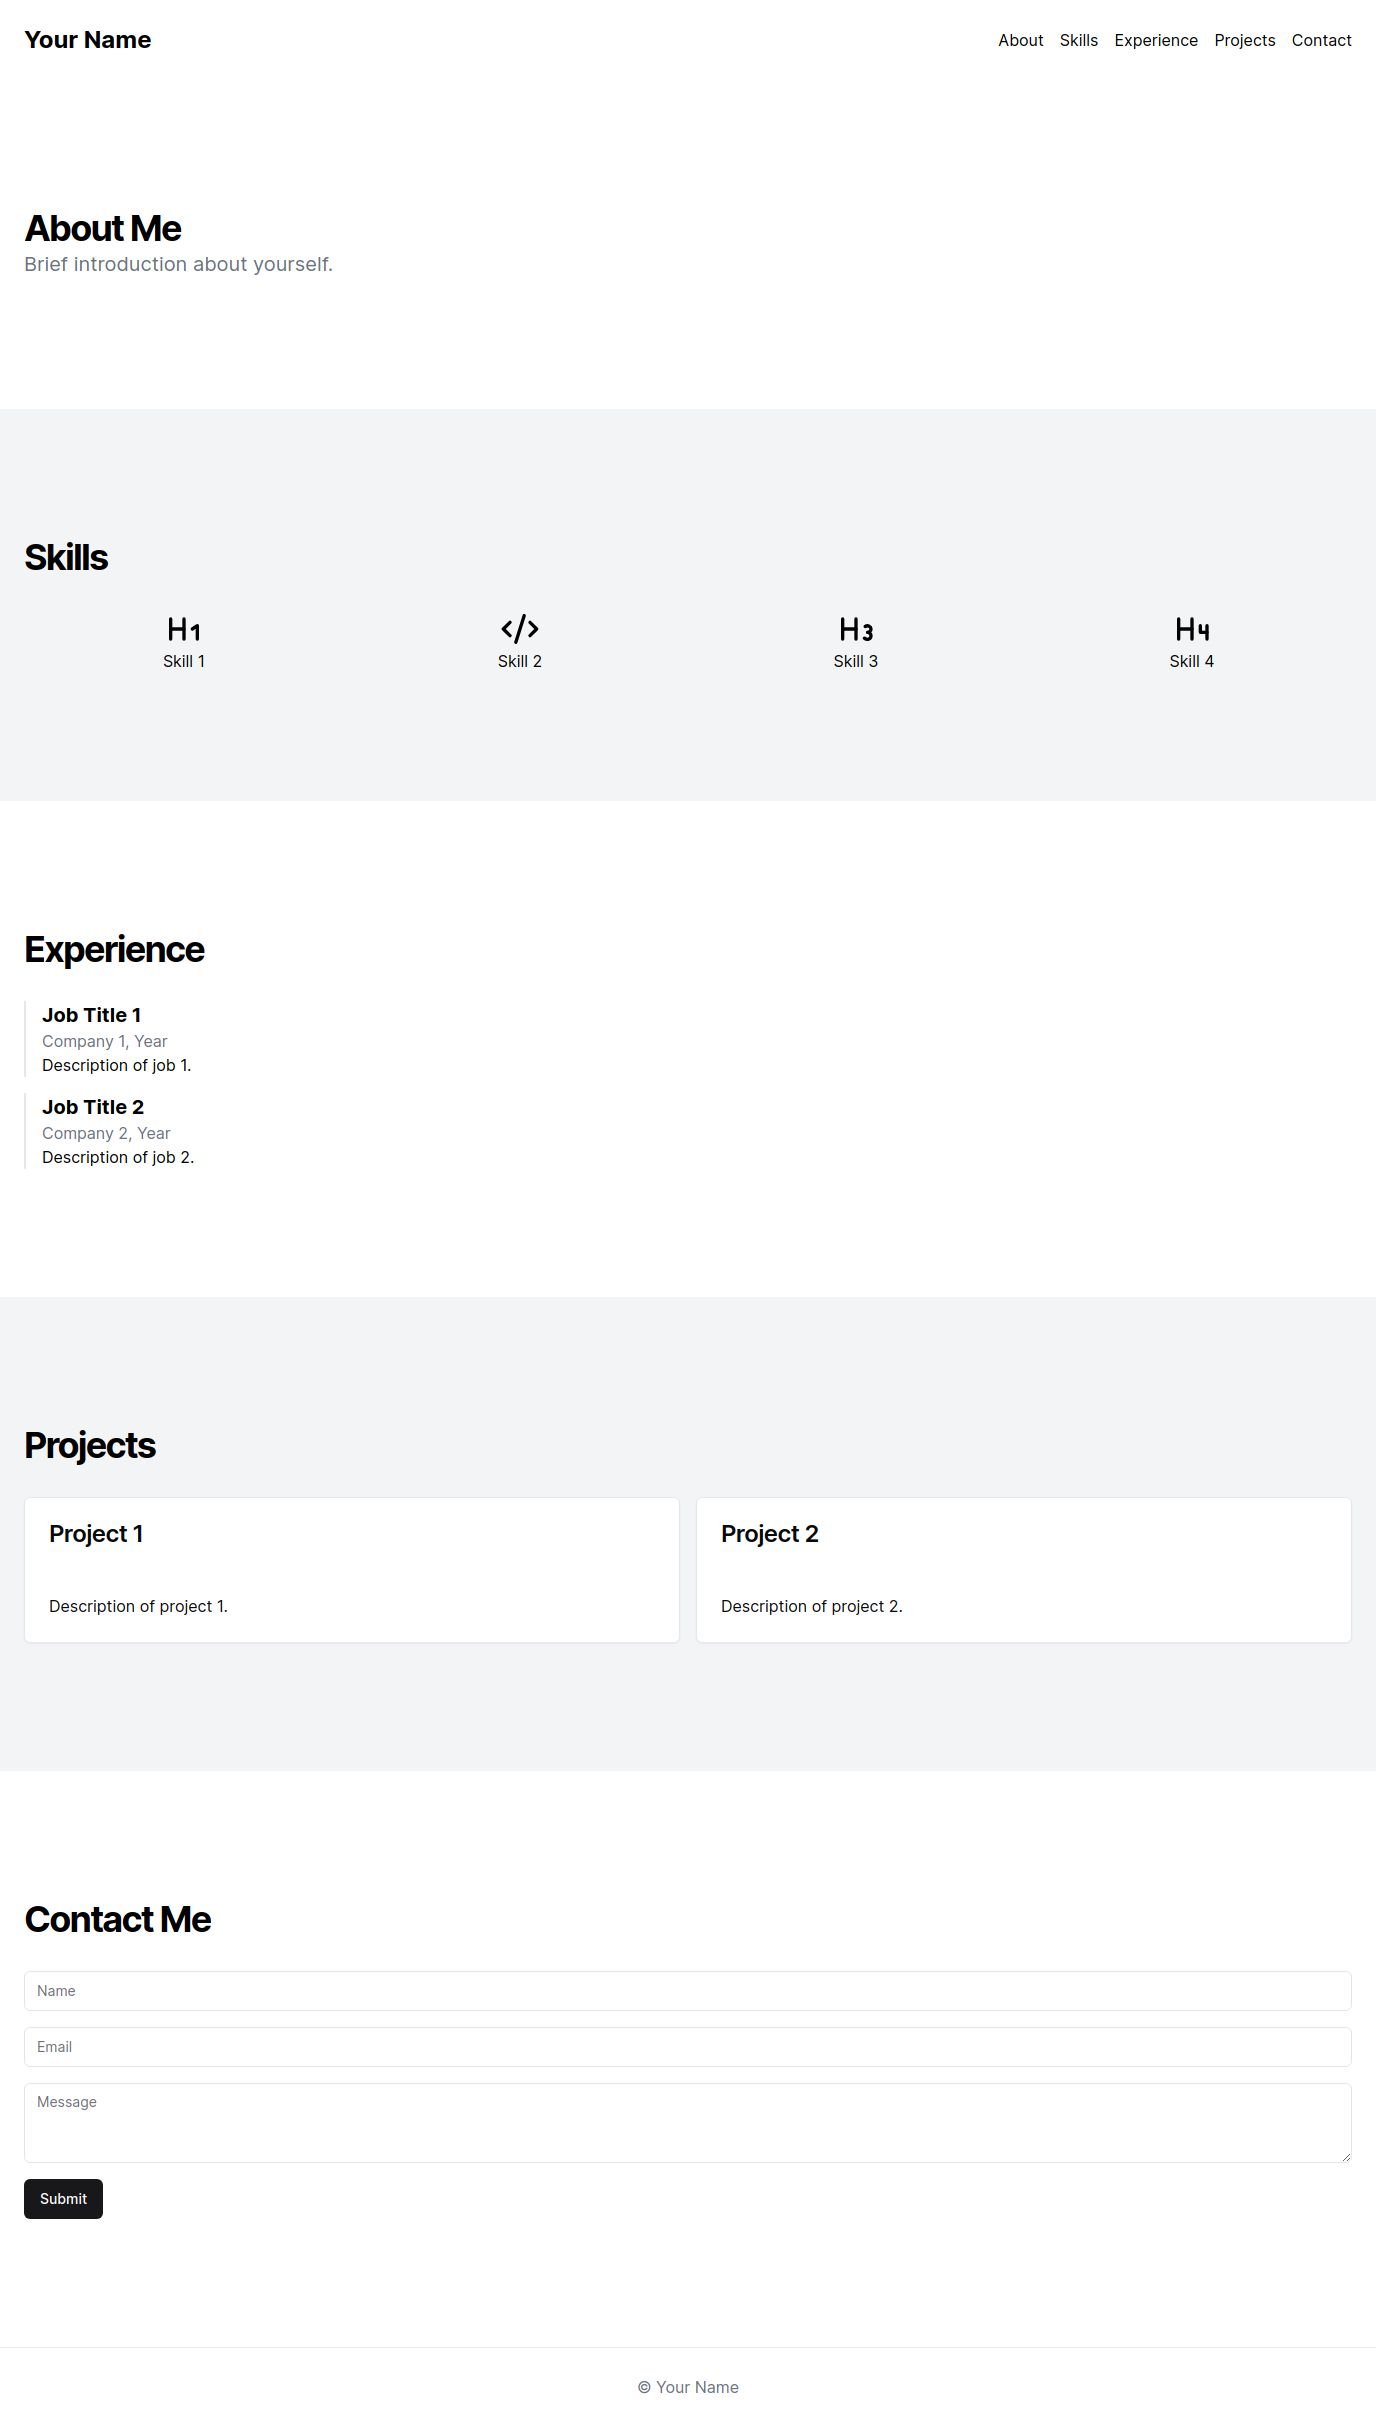 Your Name
About Skills Experience Projects Contact
About Me
Brief introduction about yourself.
Skills
H1
</>
H3
H4
Skill 1
Skill 2
Skill 3
Skill 4
Experience
Job Title 1
Company 1, Year
Description of job 1.
Job Title 2
Company 2, Year
Description of job 2.
Projects
Project 1
Description of project 1.
Project 2
Description of project 2.
Contact Me
Name
Email
Message
Submit
© Your Name